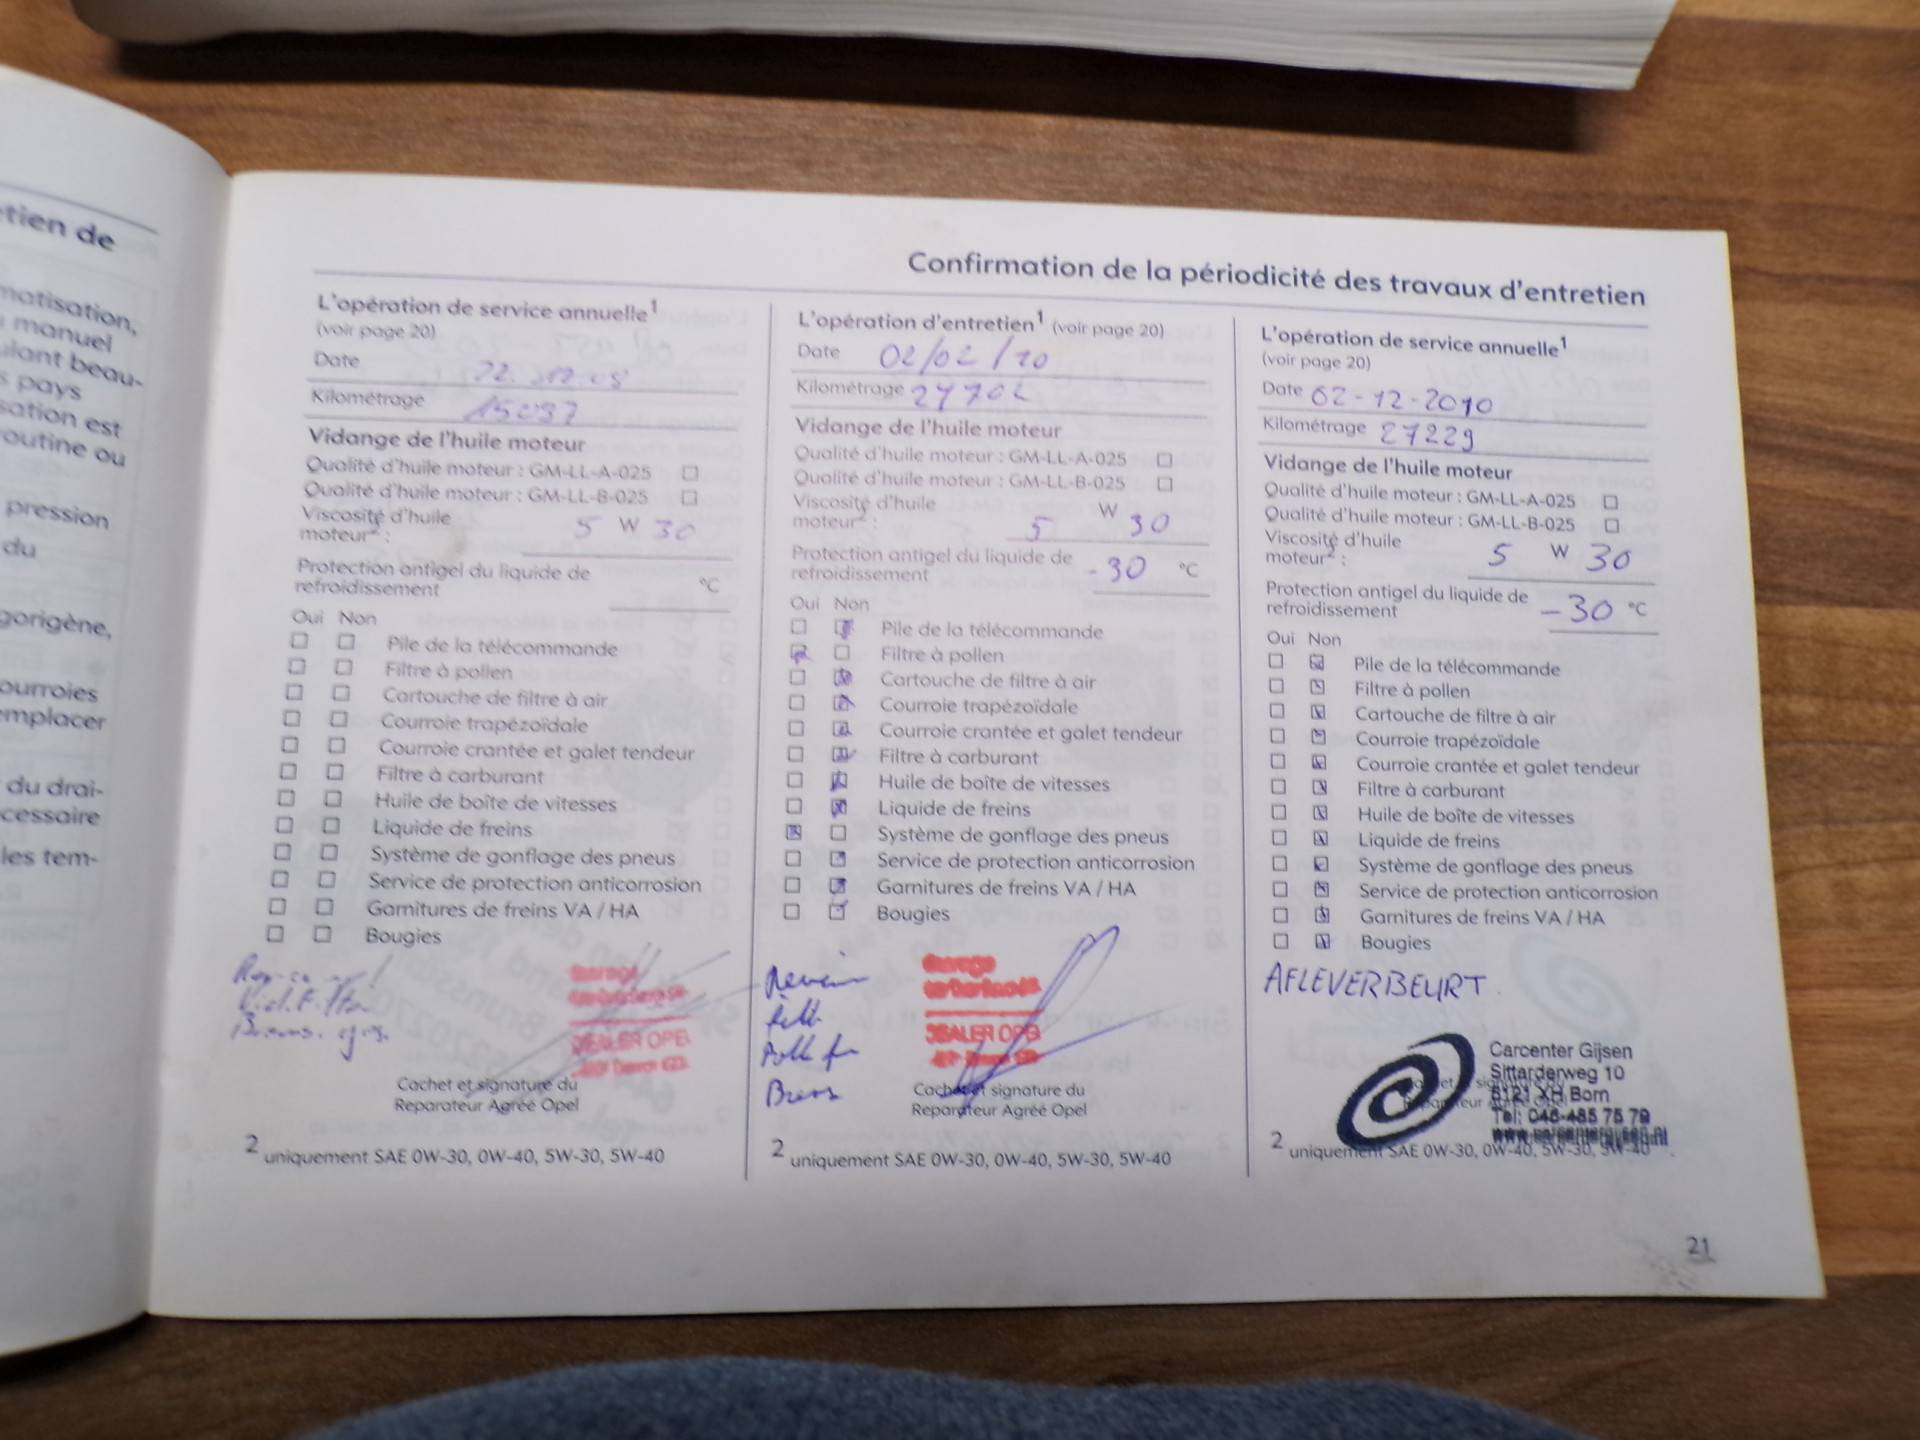 tien de
matisation,
manuel
ulant beau-
s pays
sation est
outine ou
pression
du
gorigène,
ourroies
emplacer
du drai-
cessaire
les tem-
Confirmation de la périodicité des travaux d'entretien
L'opération de service annuelle1
(voir page 20)
Date
Kilométrage 15037
Vidange de l'huile moteur
Qualité d'huile moteur : GM-LL-A-025
Qualité d'huile moteur : GM-LL-B-025
Viscosité d'huile
moteur2 : 5 W 30
Protection antigel du liquide de
refroidissement °C
Oui Non
Pile de la télécommande
Filtre à pollen
Cartouche de filtre à air
Courroie trapézoïdale
Courroie crantée et galet tendeur
Filtre à carburant
Huile de boîte de vitesses
Liquide de freins
Système de gonflage des pneus
Service de protection anticorrosion
Garnitures de freins VA / HA
Bougies
DEALER OPEL
Cachet et signature du
Reparateur Agréé Opel
2 uniquement SAE 0W-30, 0W-40, 5W-30, 5W-40
L'opération d'entretien1 (voir page 20)
Date 02/02/10
Kilométrage
Vidange de l'huile moteur
Qualité d'huile moteur : GM-LL-A-025
Qualité d'huile moteur : GM-LL-B-025
Viscosité d'huile
moteur2 : 5 W 30
Protection antigel du liquide de
refroidissement -30 °C
Oui Non
Pile de la télécommande
Filtre à pollen
Cartouche de filtre à air
Courroie trapézoïdale
Courroie crantée et galet tendeur
Filtre à carburant
Huile de boîte de vitesses
Liquide de freins
Système de gonflage des pneus
Service de protection anticorrosion
Garnitures de freins VA / HA
Bougies
Garage
DEALER OPEL
Cachet et signature du
Reparateur Agréé Opel
2 uniquement SAE 0W-30, 0W-40, 5W-30, 5W-40
L'opération de service annuelle1
(voir page 20)
Date 02-12-2010
Kilométrage 27229
Vidange de l'huile moteur
Qualité d'huile moteur : GM-LL-A-025
Qualité d'huile moteur : GM-LL-B-025
Viscosité d'huile
moteur2 : 5 W 30
Protection antigel du liquide de
refroidissement -30 °C
Oui Non
Pile de la télécommande
Filtre à pollen
Cartouche de filtre à air
Courroie trapézoïdale
Courroie crantée et galet tendeur
Filtre à carburant
Huile de boîte de vitesses
Liquide de freins
Système de gonflage des pneus
Service de protection anticorrosion
Garnitures de freins VA / HA
Bougies
AFLEVERBEURT
Carcenter Gijsen
Sittarderweg 10
6121 XH Born
Tel: 046-485 75 79
www.carcentergijsen.nl
2 uniquement SAE 0W-30, 0W-40, 5W-30, 5W-40
21